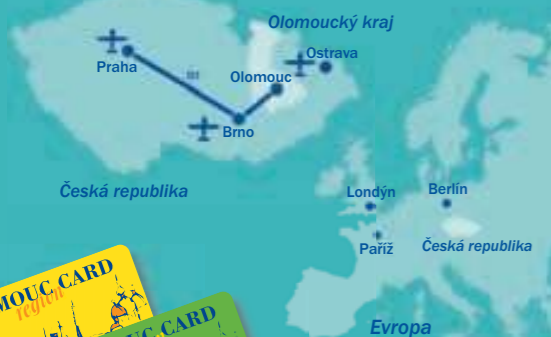 Olomoucký kraj
Praha
Ostrava
Olomouc
Brno
Česká republika
Londýn
Berlín
Paříž
Česká republika
Evropa
MOUC CARD
region
UC CARD